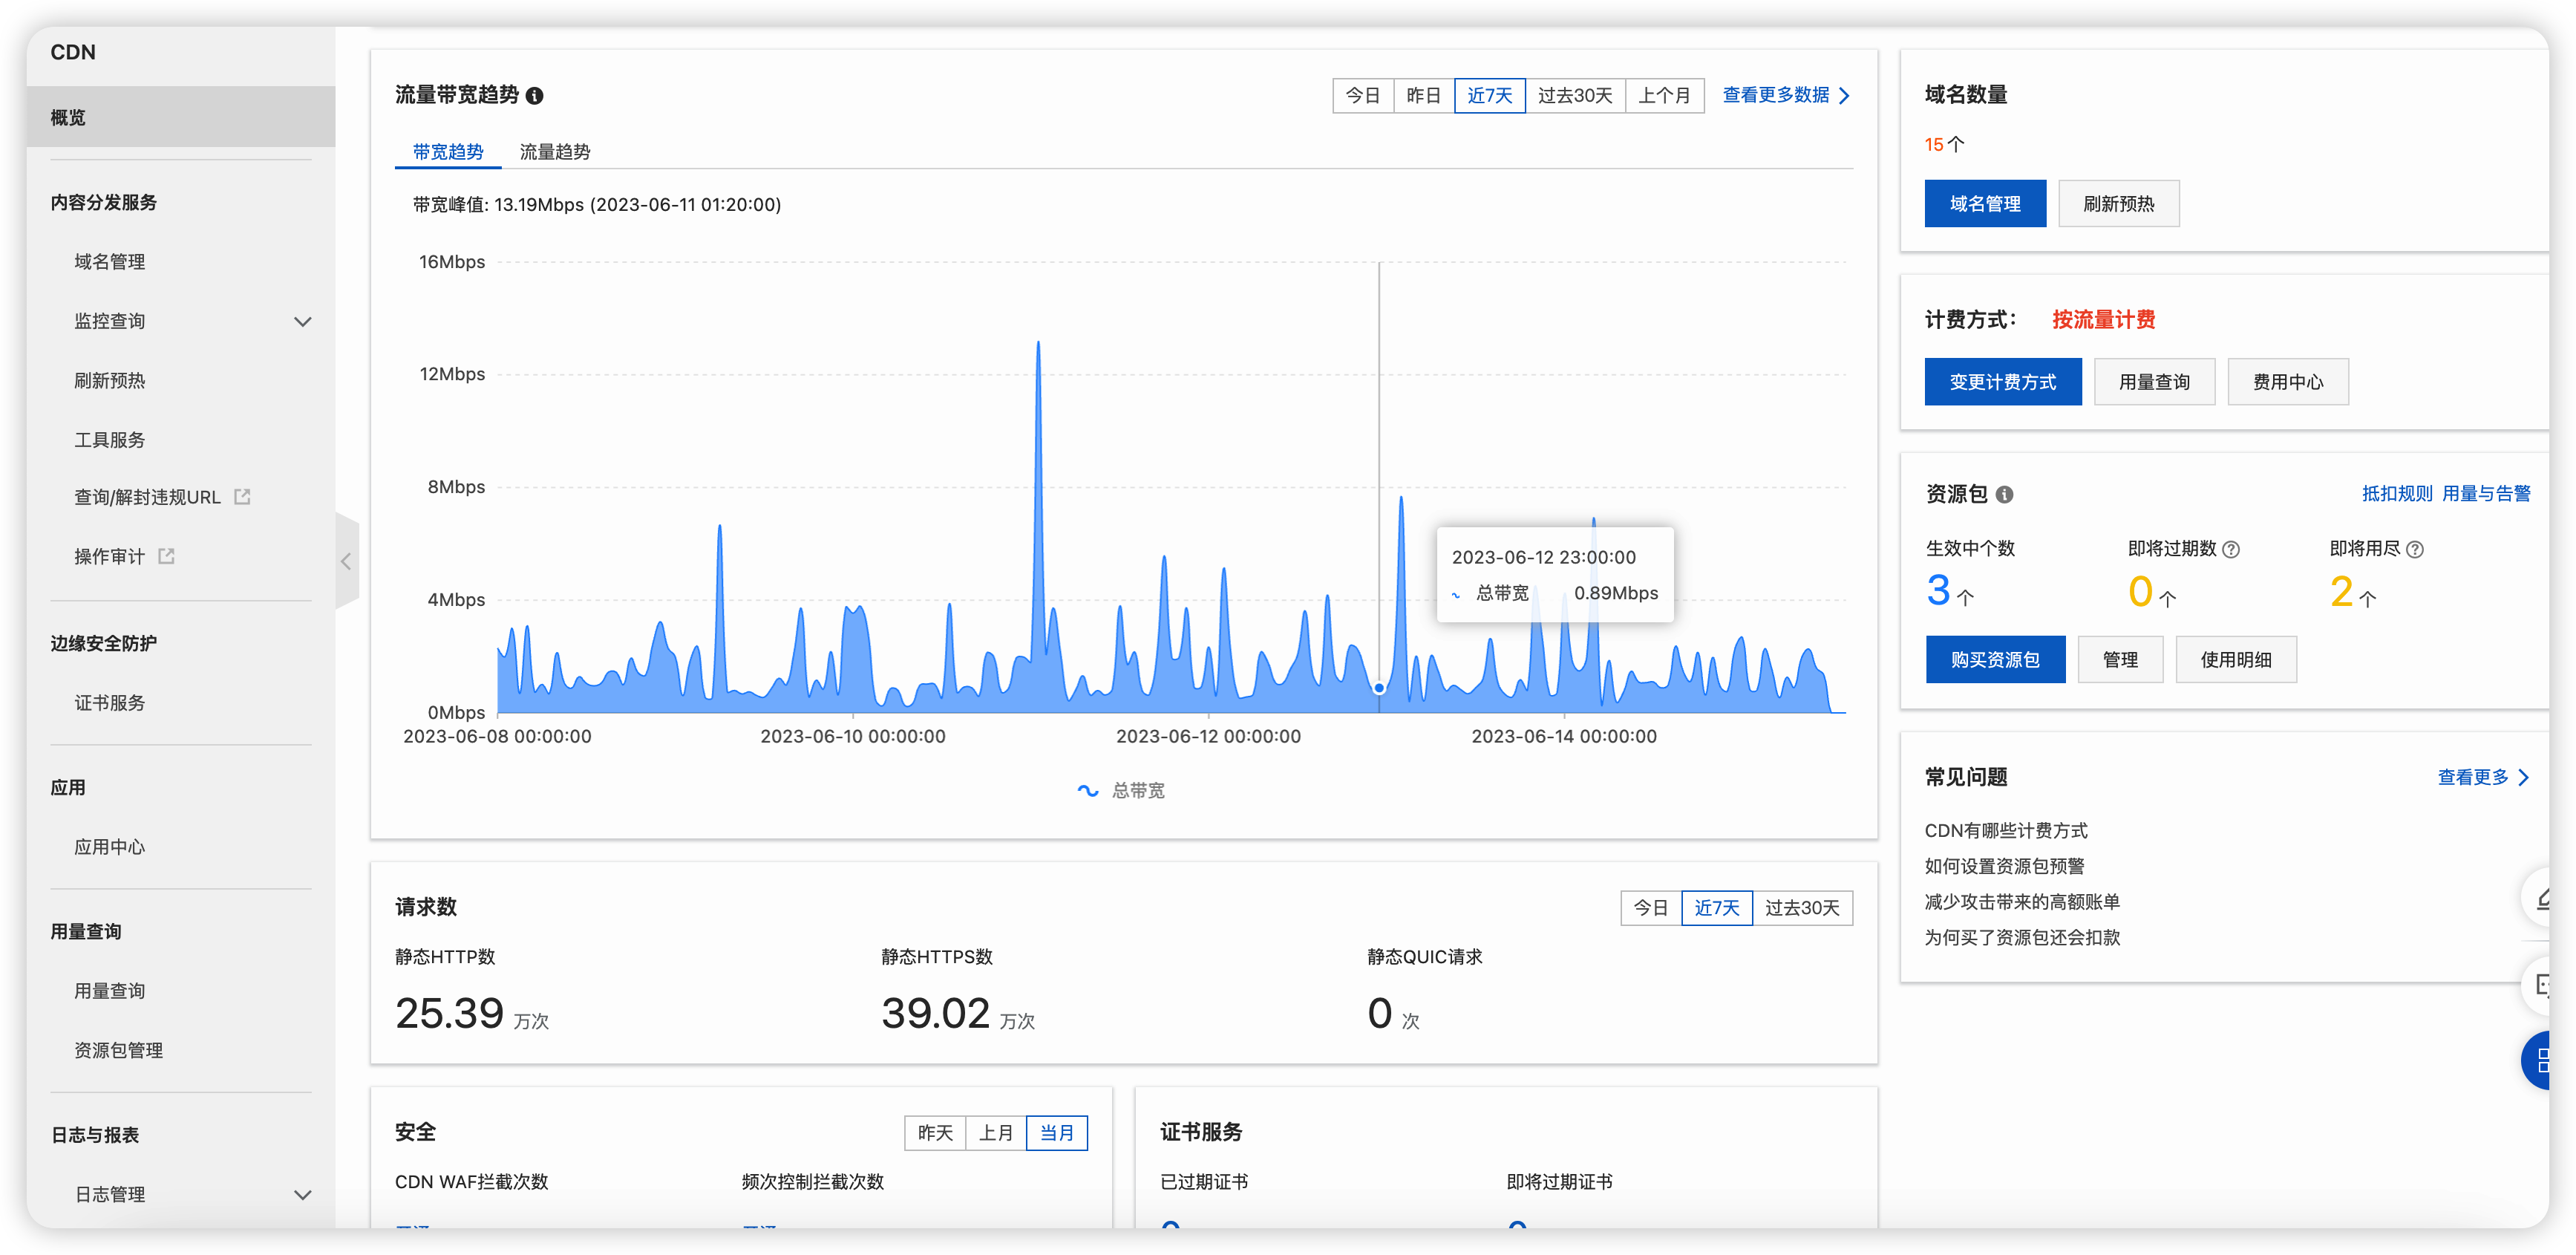 CDN
概览
内容分发服务
域名管理
监控查询
刷新预热
工具服务
查询/解封违规URL
操作审计
边缘安全防护
证书服务
应用
应用中心
用量查询
用量查询
资源包管理
日志与报表
日志管理
流量带宽趋势
今日 昨日 近7天 过去30天 上个月 查看更多数据
带宽趋势 流量趋势
带宽峰值: 13.19Mbps (2023-06-11 01:20:00)
16Mbps
12Mbps
8Mbps
4Mbps
0Mbps
2023-06-12 23:00:00
总带宽 0.89Mbps
2023-06-08 00:00:00 2023-06-10 00:00:00 2023-06-12 00:00:00 2023-06-14 00:00:00
总带宽
请求数
今日 近7天 过去30天
静态HTTP数 静态HTTPS数 静态QUIC请求
25.39 万次 39.02 万次 0 次
安全
昨天 上月 当月
CDN WAF拦截次数 频次控制拦截次数
证书服务
已过期证书 即将过期证书
域名数量
15个
域名管理 刷新预热
计费方式： 按流量计费
变更计费方式 用量查询 费用中心
资源包 抵扣规则 用量与告警
生效中个数 即将过期数 即将用尽
3 个 0 个 2 个
购买资源包 管理 使用明细
常见问题 查看更多
CDN有哪些计费方式
如何设置资源包预警
减少攻击带来的高额账单
为何买了资源包还会扣款